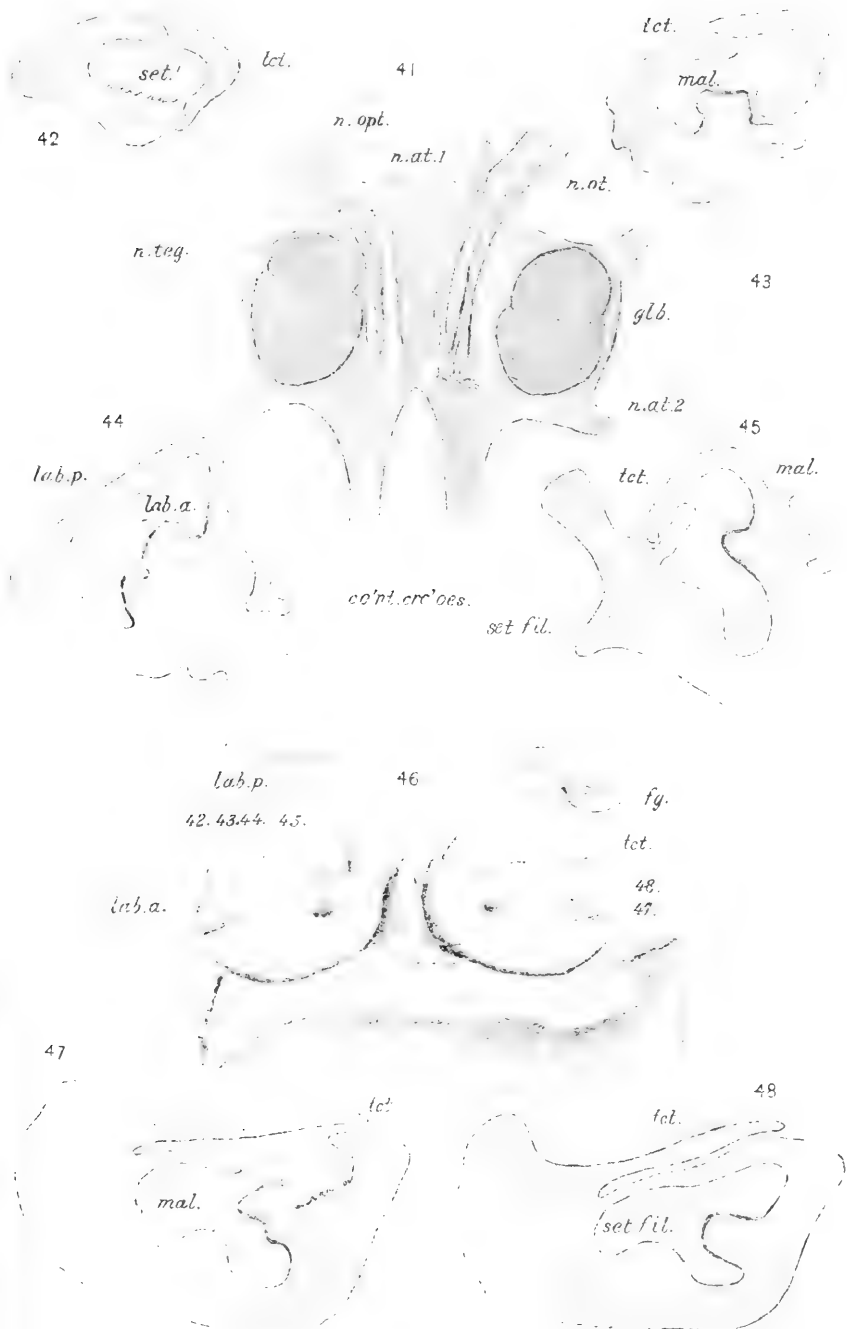 tct.
tct.
set.'
41
mal.
42
n.opt.
n.at.1
n.ot.
n.teg.
43
glb.
n.at.2
44
45
lab.p.
tct.
mal.
lab.a.
co'nt.crc'oes.
set fil.
lab.p.
46
fg.
42. 43. 44. 45.
tct.
48.
lab.a.
47.
47
48
tct
tct.
mal.
set fil.